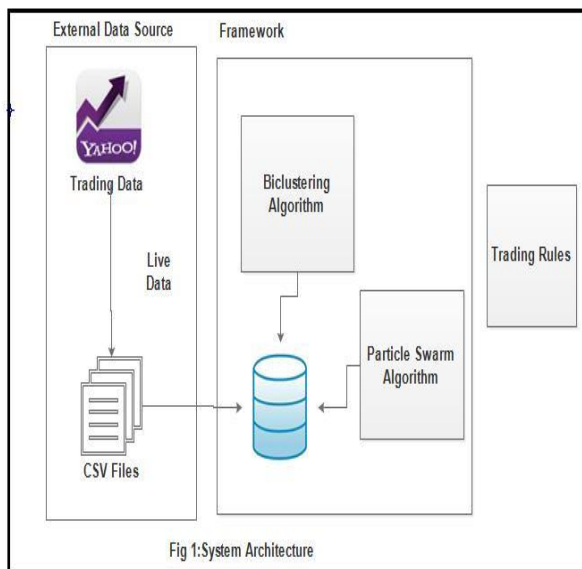 External Data Source
Framework
YAHOO!
Trading Data
Live
Data
CSV Files
Biclustering
Algorithm
Particle Swarm
Algorithm
Trading Rules
Fig 1:System Architecture